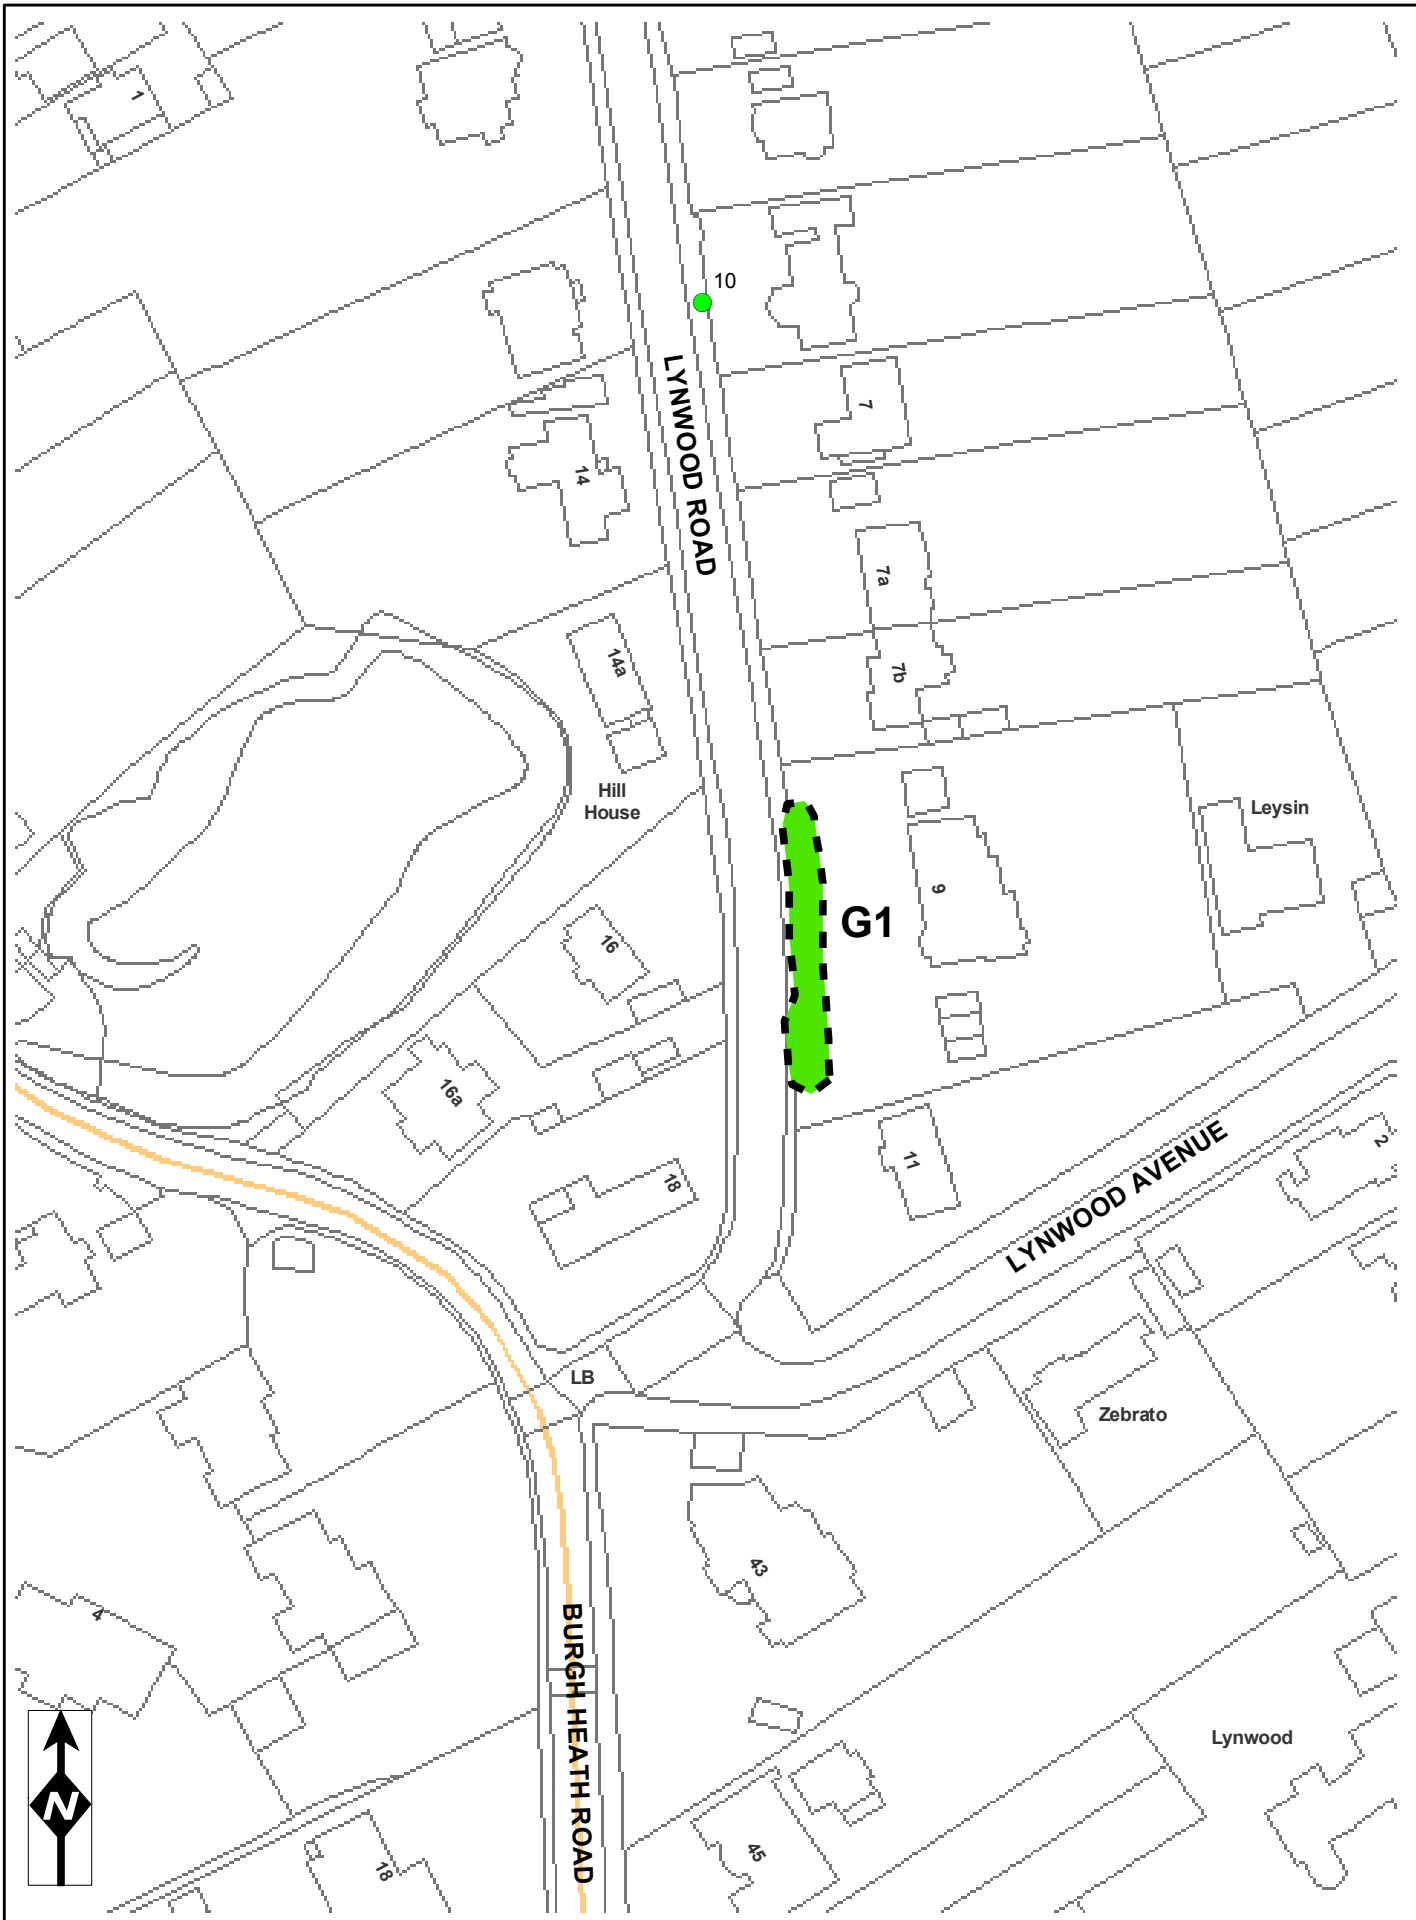 1
10
LYNWOOD ROAD
7
14
7a
14a
7b
Hill
House
Leysin
9
G1
16
16a
11
2
LYNWOOD AVENUE
18
LB
Zebrato
43
4
BURGH HEATH ROAD
Lynwood
N
45
18